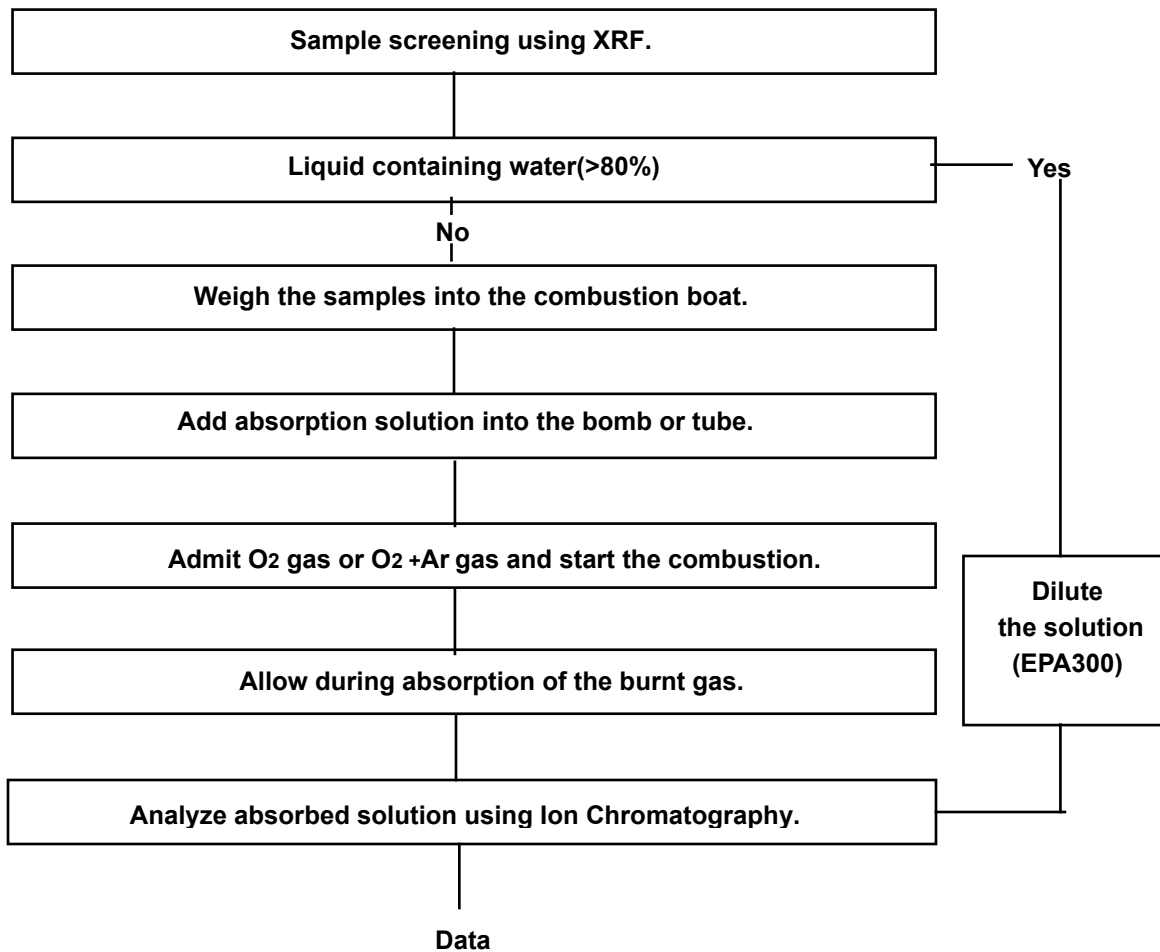 Sample screening using XRF.
Liquid containing water(>80%)
Yes
No
Weigh the samples into the combustion boat.
Add absorption solution into the bomb or tube.
Admit O2 gas or O2 +Ar gas and start the combustion.
Dilute
the solution
(EPA300)
Allow during absorption of the burnt gas.
Analyze absorbed solution using Ion Chromatography.
Data